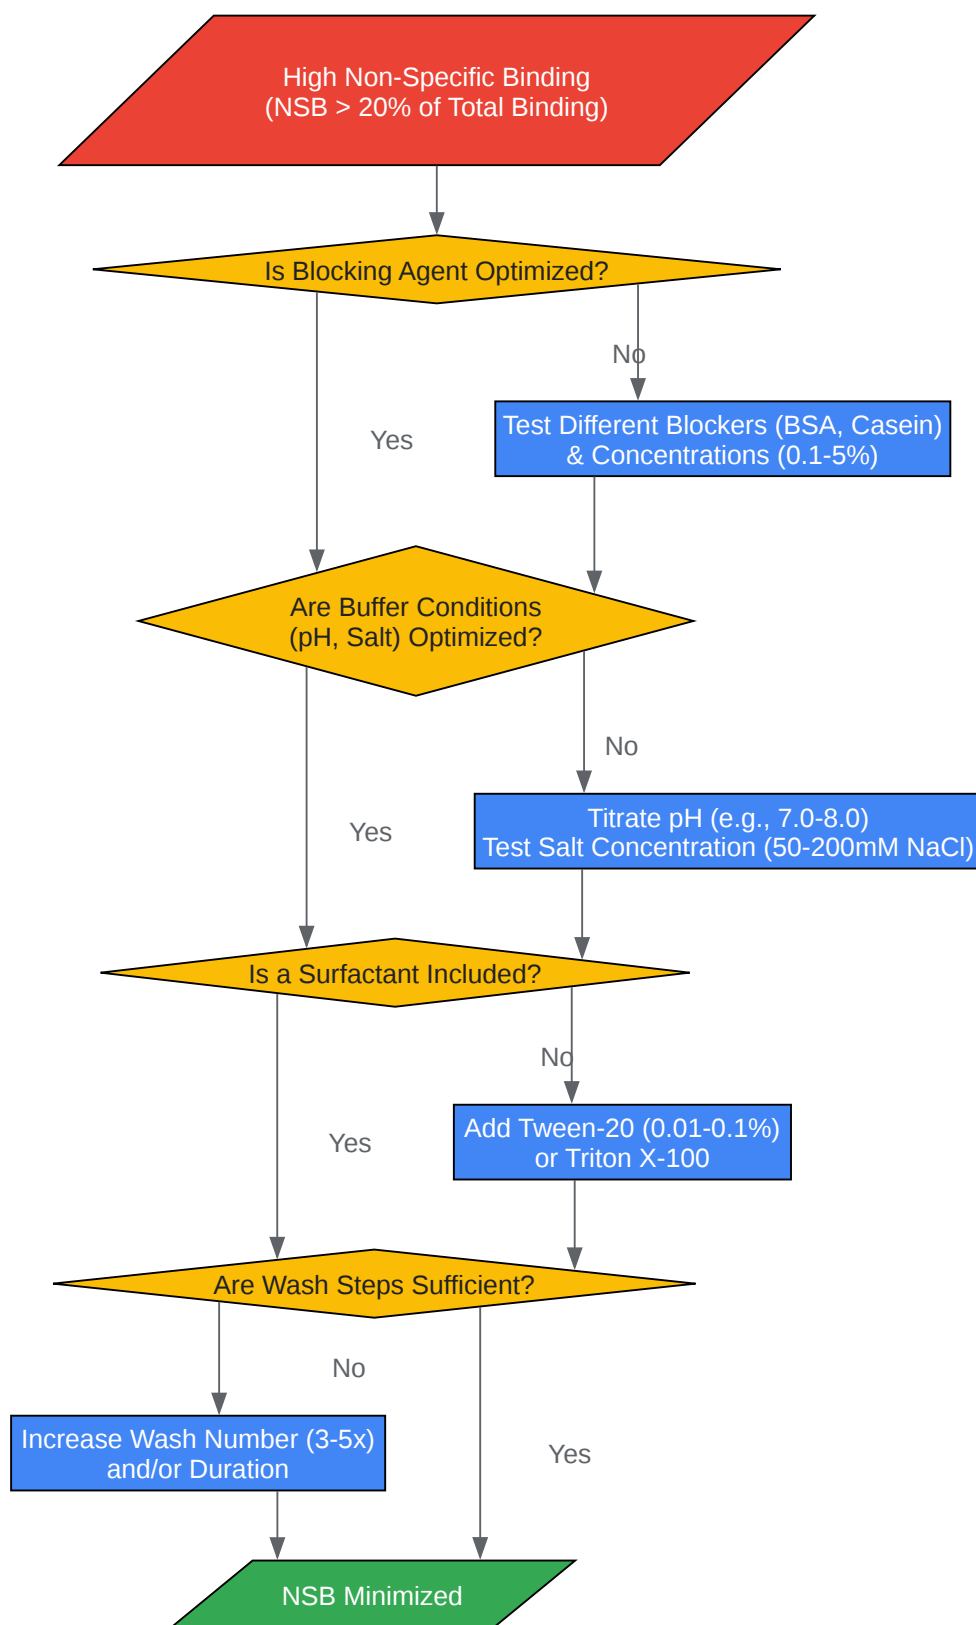 High Non-Specific Binding
(NSB > 20% of Total Binding)
Is Blocking Agent Optimized?
No
Yes
Test Different Blockers (BSA, Casein)
& Concentrations (0.1-5%)
Are Buffer Conditions
(pH, Salt) Optimized?
No
Yes
Titrate pH (e.g., 7.0-8.0)
Test Salt Concentration (50-200mM NaCl)
Is a Surfactant Included?
No
Yes
Add Tween-20 (0.01-0.1%)
or Triton X-100
Are Wash Steps Sufficient?
No
Yes
Increase Wash Number (3-5x)
and/or Duration
NSB Minimized